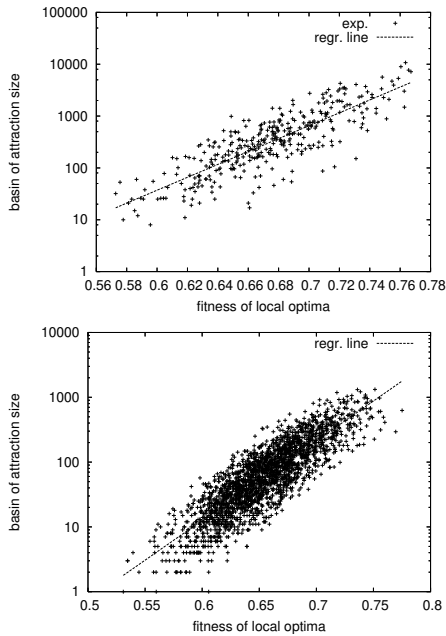 100000
exp.
regr. line
10000
1000
100
10
1
0.56 0.58 0.6 0.62 0.64 0.66 0.68 0.7 0.72 0.74 0.76 0.78
basin of attraction size
fitness of local optima
10000
regr. line
1000
100
10
1
0.5 0.55 0.6 0.65 0.7 0.75 0.8
basin of attraction size
fitness of local optima